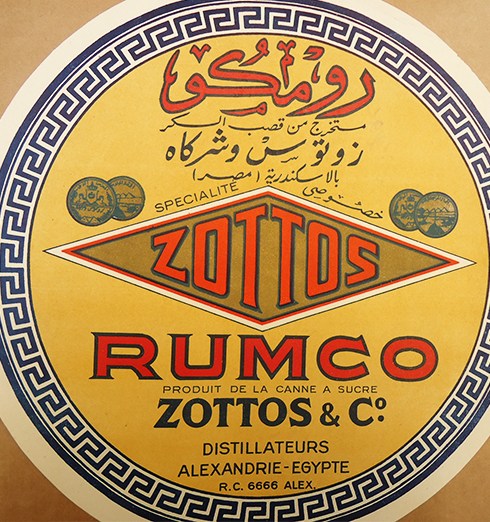 رومكو
مستخرج من قصب السكر
زوتوس وشركاه
بالاسكندرية (مصر)
SPECIALITÉ خصوصي
ZOTTOS
RUMCO
PRODUIT DE LA CANNE A SUCRE
ZOTTOS & Cº.
DISTILLATEURS
ALEXANDRIE-EGYPTE
R.C. 6666 ALEX.